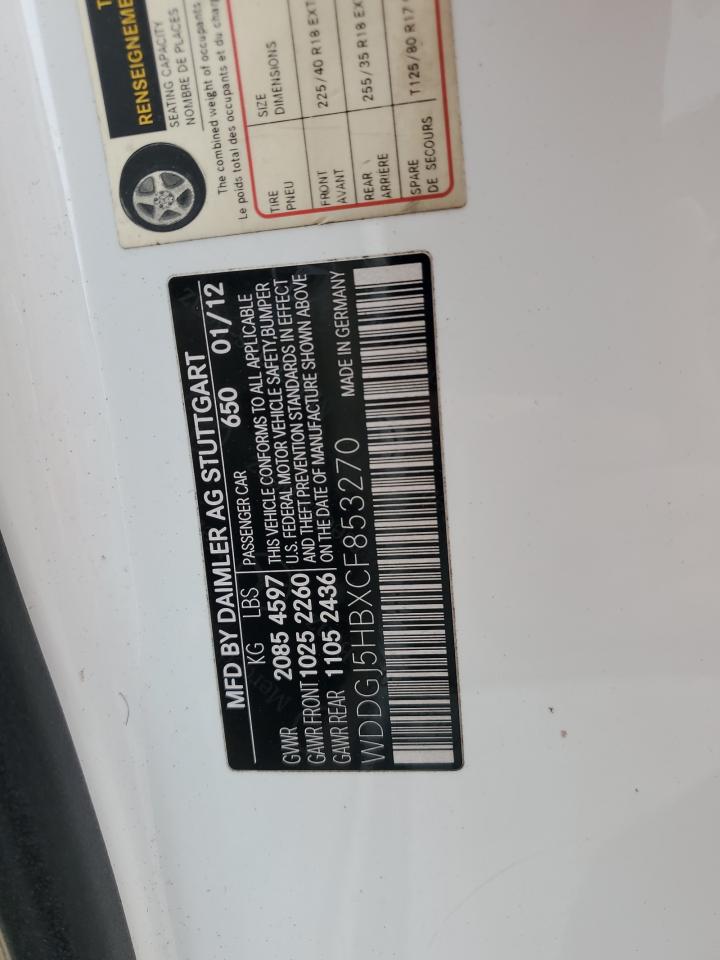 MFD BY DAIMLER AG STUTTGART
650 01/12
KG LBS
GVWR 2085 4597
GAWR FRONT 1025 2260
GAWR REAR 1105 2436
PASSENGER CAR
THIS VEHICLE CONFORMS TO ALL APPLICABLE
U.S. FEDERAL MOTOR VEHICLE SAFETY,BUMPER
AND THEFT PREVENTION STANDARDS IN EFFECT
ON THE DATE OF MANUFACTURE SHOWN ABOVE
WDDGJ5HBXCF853270 MADE IN GERMANY
SEATING CAPACITY
NOMBRE DE PLACES
The combined weight of occupants
Le poids total des occupants et du
TIRE SIZE
PNEU DIMENSIONS
FRONT 225/40 R18 EXT
AVANT
REAR 255/35 R18 EX
ARRIÈRE
SPARE T125/80 R17
DE SECOURS